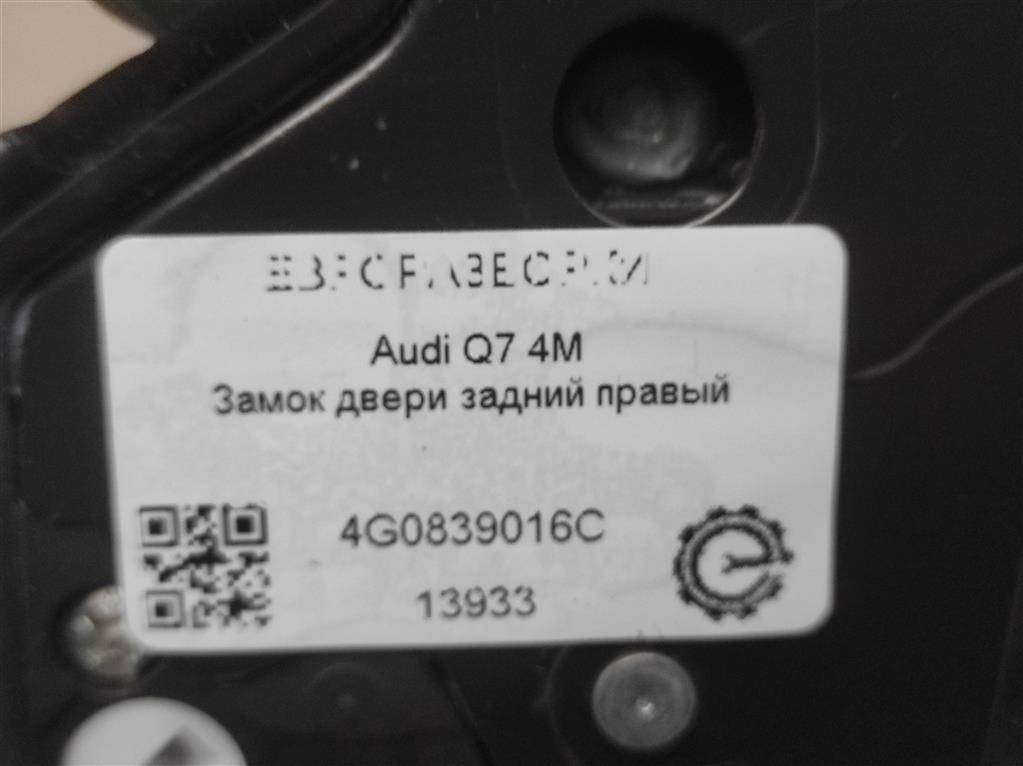 Audi Q7 4M
Замок двери задний правый
4G0839016C
13933